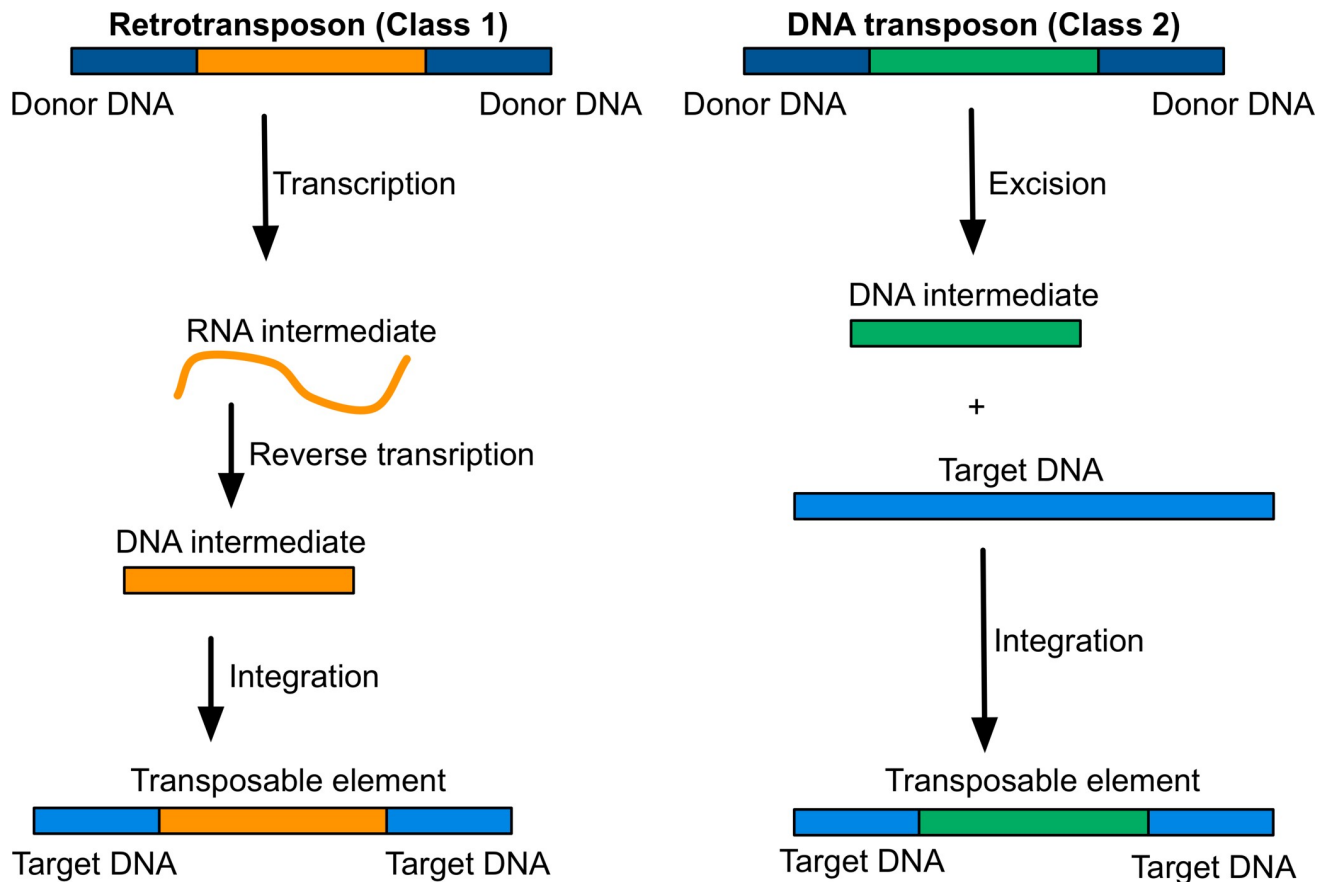 Retrotransposon (Class 1)
Donor DNA
Donor DNA
Transcription
RNA intermediate
Reverse transription
DNA intermediate
Integration
Transposable element
Target DNA
Target DNA
DNA transposon (Class 2)
Donor DNA
Donor DNA
Excision
DNA intermediate
+
Target DNA
Integration
Transposable element
Target DNA
Target DNA